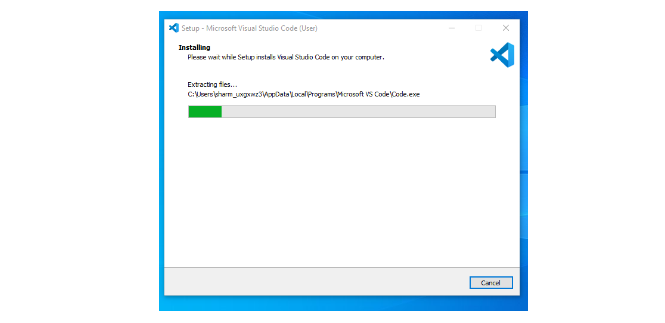 Setup - Microsoft Visual Studio Code (User)
Installing
Please wait while Setup installs Visual Studio Code on your computer.
Extracting files...
C:\Users\sharm_uxgxwz3\AppData\Local\Programs\Microsoft VS Code\Code.exe
Cancel